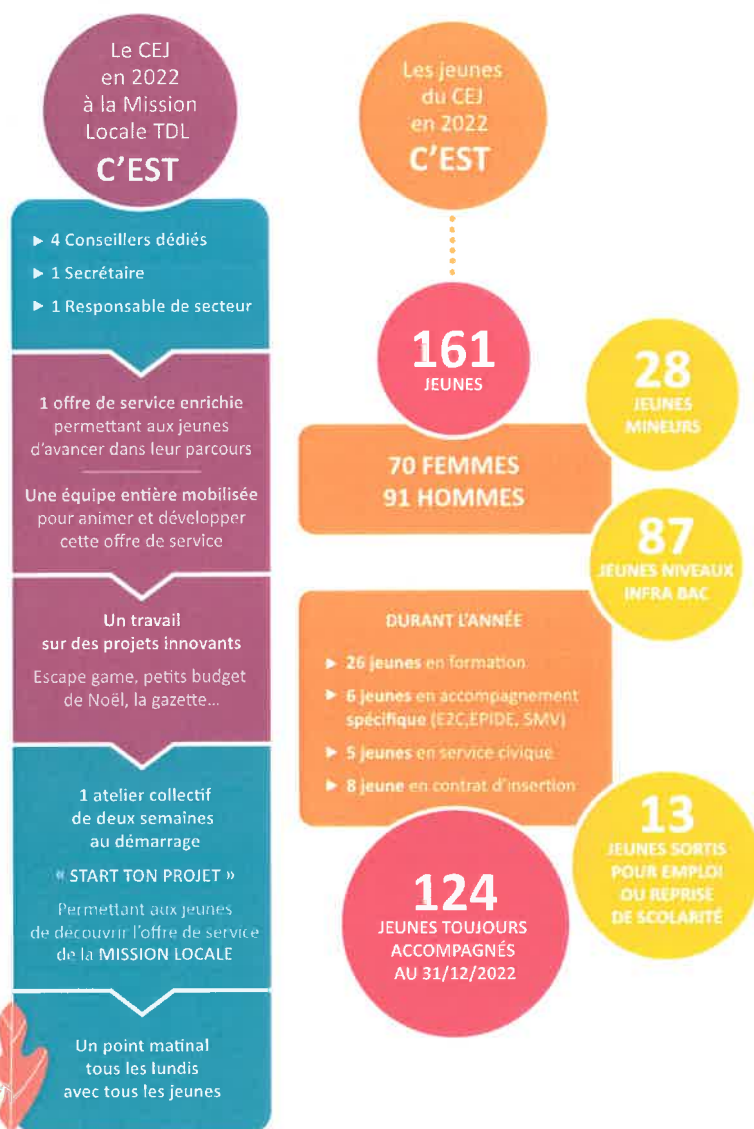 Le CEJ
en 2022
à la Mission
Locale TDL
C'EST
► 4 Conseillers dédiés
► 1 Secrétaire
► 1 Responsable de secteur
1 offre de service enrichie
permettant aux jeunes
d'avancer dans leur parcours
Une équipe entière mobilisée
pour animer et développer
cette offre de service
Un travail
sur des projets innovants
Escape game, petits budget
de Noël, la gazette...
1 atelier collectif
de deux semaines
au démarrage
« START TON PROJET »
Permettant aux jeunes
de découvrir l'offre de service
de la MISSION LOCALE
Un point matinal
tous les lundis
avec tous les jeunes
Les jeunes
du CEJ
en 2022
C'EST
161
JEUNES
28
JEUNES
MINEURS
70 FEMMES
91 HOMMES
87
JEUNES NIVEAUX
INFRA BAC
DURANT L'ANNÉE
► 26 jeunes en formation
► 6 jeunes en accompagnement
spécifique (E2C,EPIDE, SMV)
► 5 jeunes en service civique
► 8 jeune en contrat d'insertion
13
JEUNES SORTIS
POUR EMPLOI
OU REPRISE
DE SCOLARITÉ
124
JEUNES TOUJOURS
ACCOMPAGNÉS
AU 31/12/2022